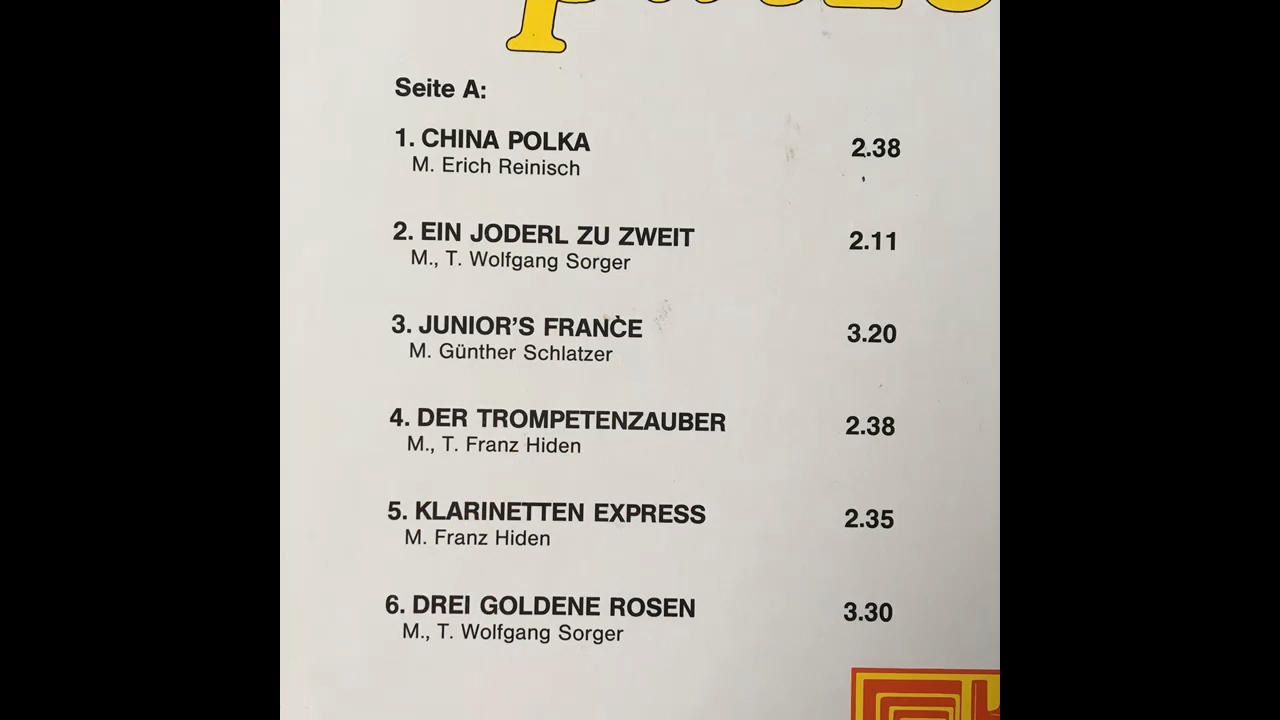 Seite A:
1. CHINA POLKA 2.38
M. Erich Reinisch
2. EIN JODERL ZU ZWEIT 2.11
M., T. Wolfgang Sorger
3. JUNIOR'S FRANCE 3.20
M. Günther Schlatzer
4. DER TROMPETENZAUBER 2.38
M., T. Franz Hiden
5. KLARINETTEN EXPRESS 2.35
M. Franz Hiden
6. DREI GOLDENE ROSEN 3.30
M., T. Wolfgang Sorger